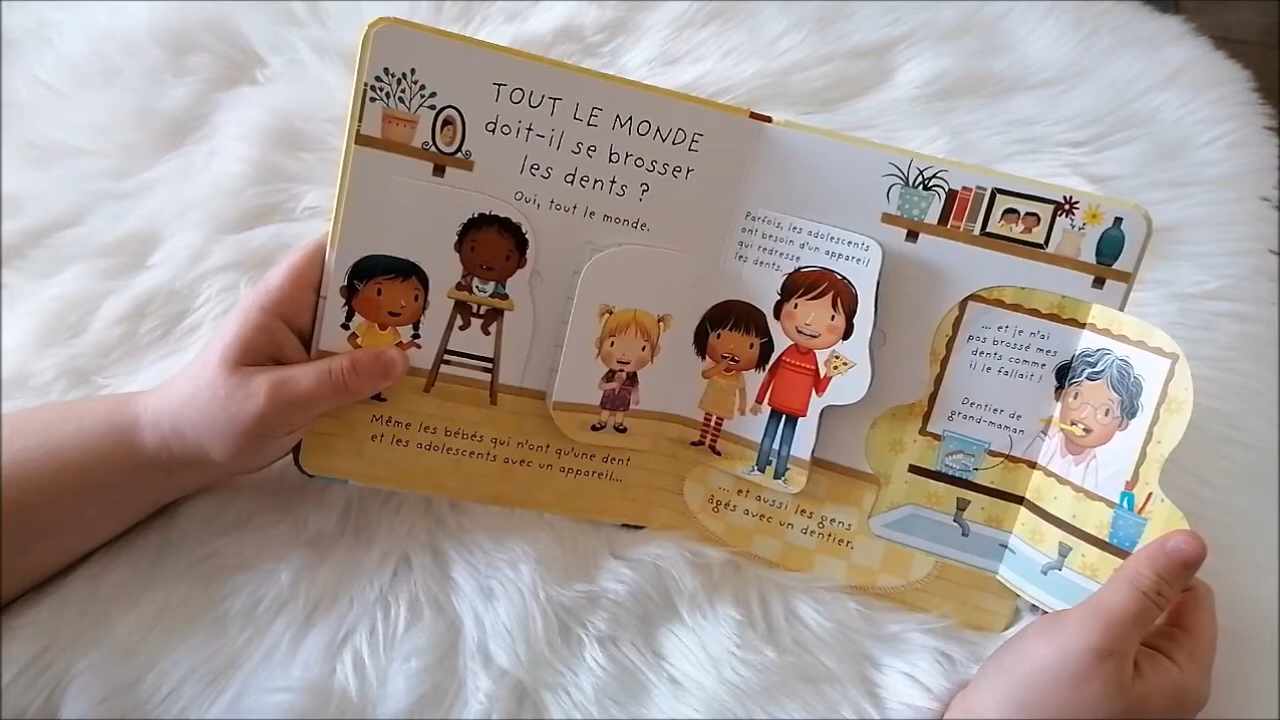 TOUT LE MONDE
doit-il se brosser
les dents ?
Oui, tout le monde.
Même les bébés qui n'ont qu'une dent
et les adolescents avec un appareil...
Parfois, les adolescents
ont besoin d'un appareil
qui redresse
les dents.
... et aussi les gens
âgés avec un dentier.
... et je n'ai
pas brossé mes
dents comme
il le fallait !
Dentier de
grand-maman